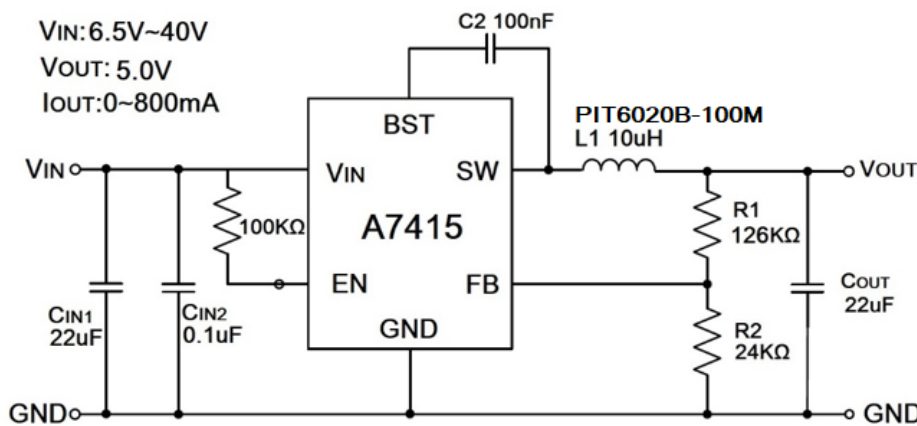 VIN: 6.5V~40V
VOUT: 5.0V
IOUT:0~800mA
C2 100nF
PIT6020B-100M
L1 10uH
BST
VIN
VIN
SW
VOUT
100KΩ
A7415
R1
126KΩ
EN
FB
CIN1
22uF
CIN2
0.1uF
GND
R2
24KΩ
COUT
22uF
GND
GND